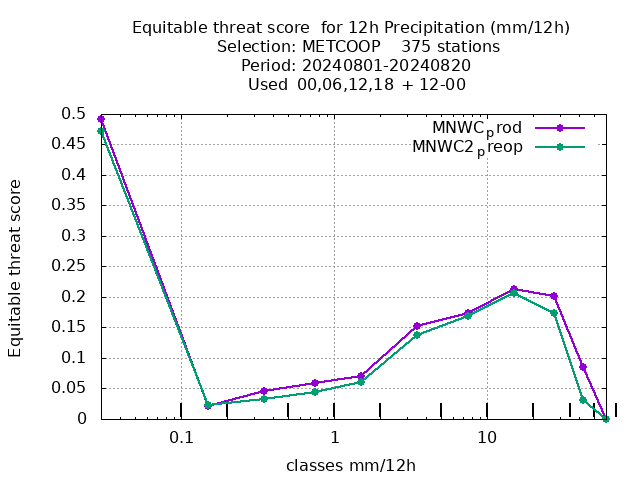 Equitable threat score  for 12h Precipitation (mm/12h)
Selection: METCOOP    375 stations
Period: 20240801-20240820
Used  00,06,12,18 + 12-00
MNWCprod
MNWC2preop
0.5
0.45
0.4
0.35
0.3
0.25
0.2
0.15
0.1
0.05
0
Equitable threat score
0.1 1 10
classes mm/12h